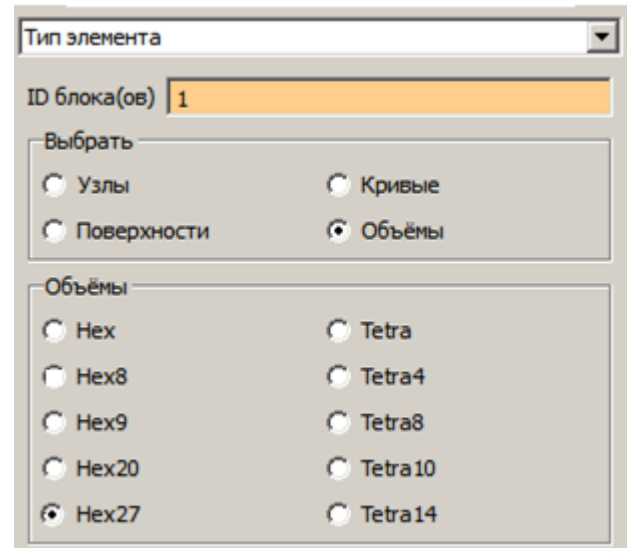 Тип элемента
ID блока(ов) 1
Выбрать
Узлы Кривые
Поверхности Объёмы
Объёмы
Hex Tetra
Hex8 Tetra4
Hex9 Tetra8
Hex20 Tetra10
Hex27 Tetra14